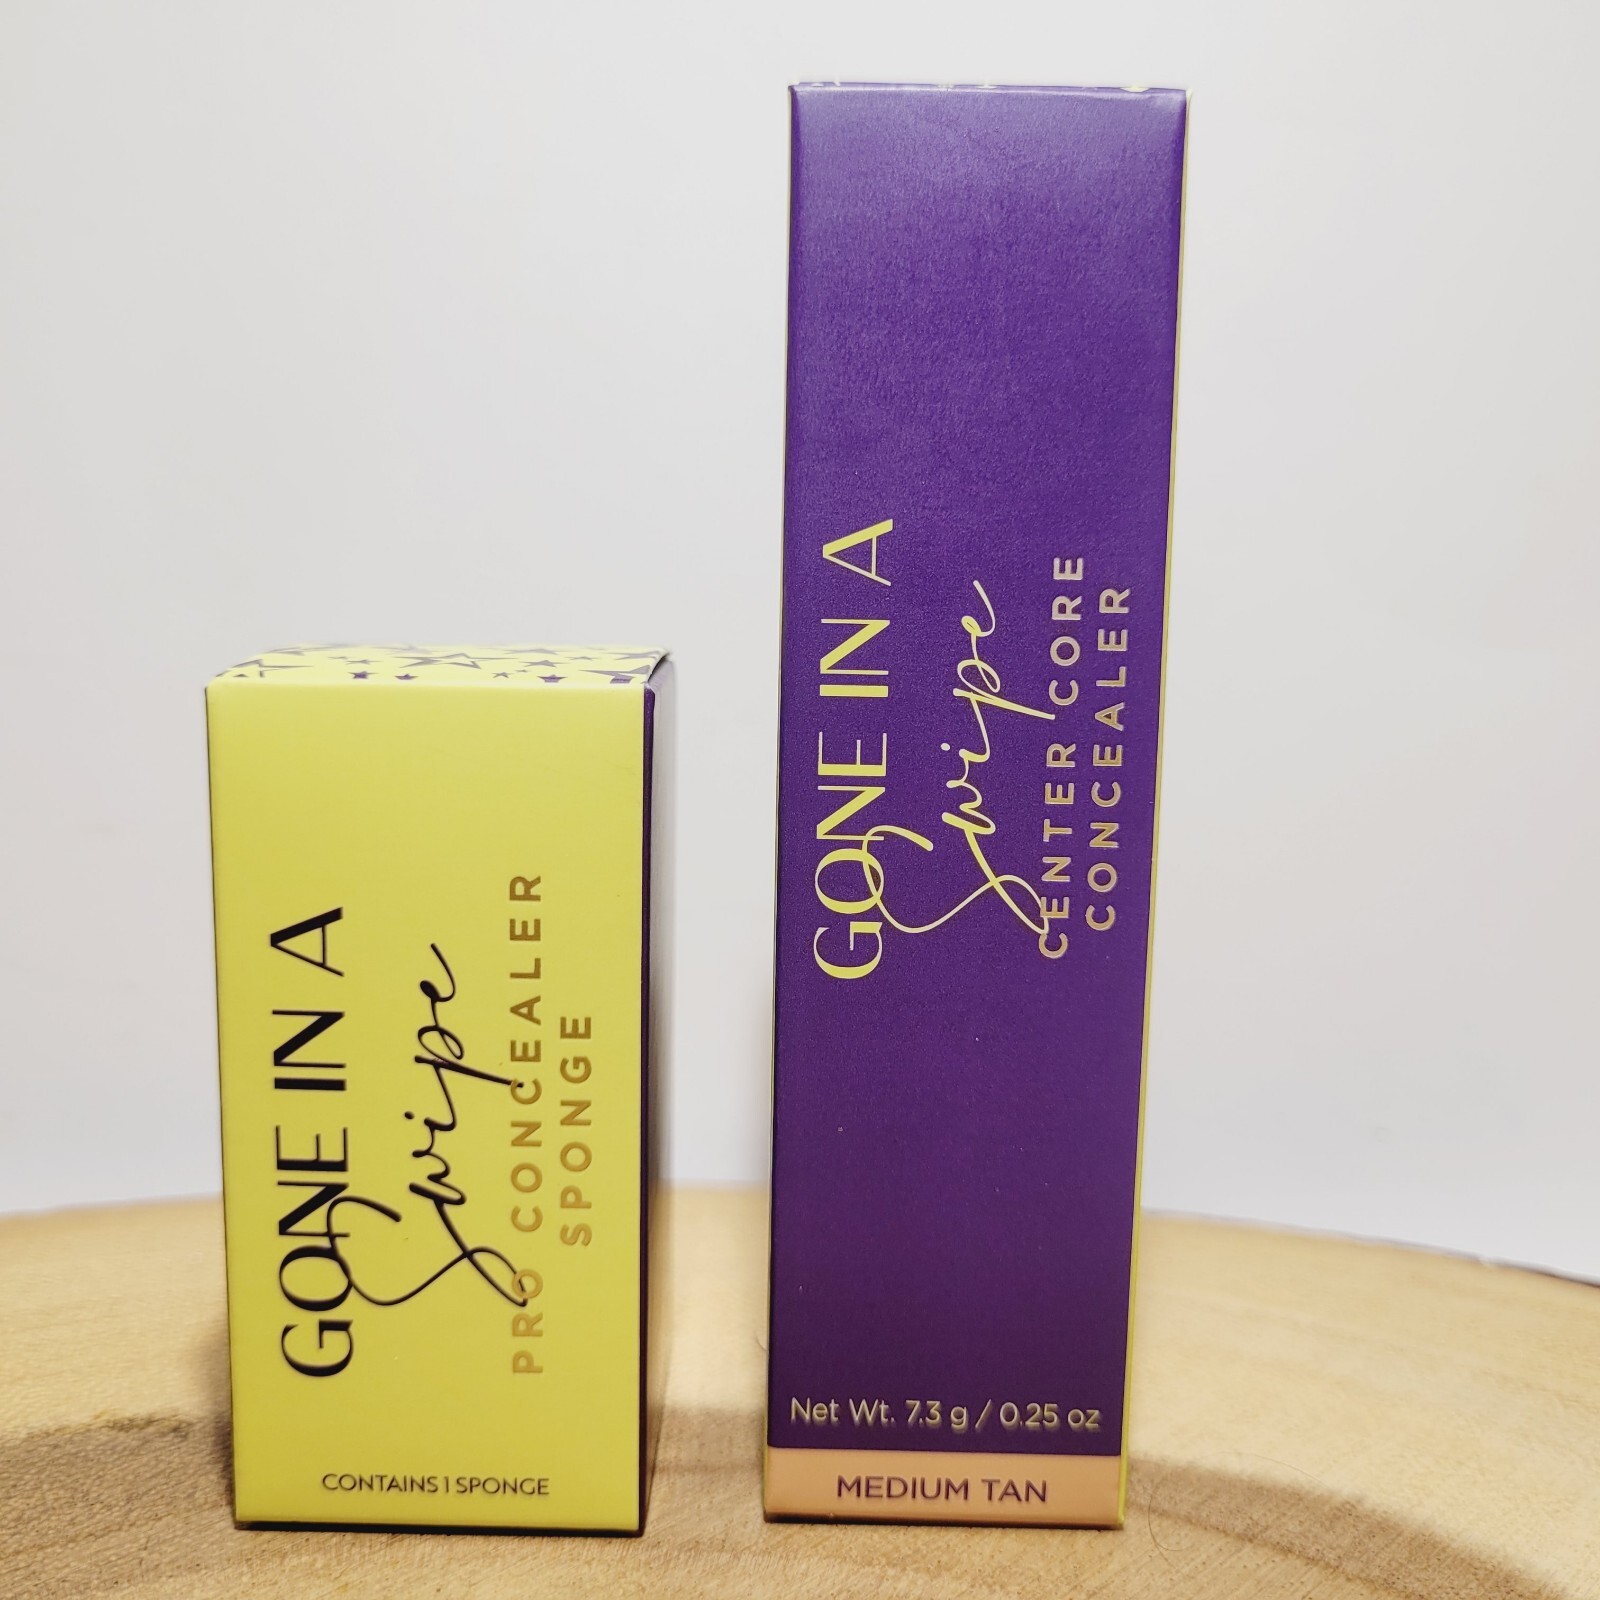 GONE IN A
Swipe
PRO CONCEALER
SPONGE
CONTAINS 1 SPONGE
GONE IN A
Swipe
CENTER CORE
CONCEALER
Net Wt. 7.3 g / 0.25 oz
MEDIUM TAN